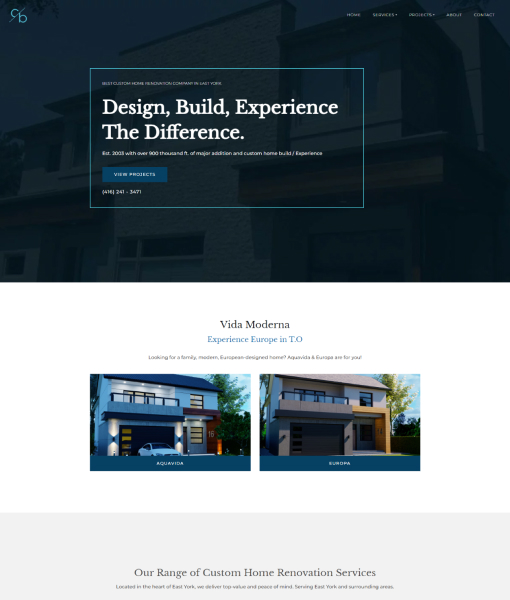 c/b
HOME SERVICES PROJECTS ABOUT CONTACT
BEST CUSTOM HOME RENOVATION COMPANY IN EAST YORK
Design, Build, Experience
The Difference.
Est. 2003 with over 900 thousand ft. of major addition and custom home build / Experience
VIEW PROJECTS
(416) 241 - 3471
Vida Moderna
Experience Europe in T.O
Looking for a family, modern, European-designed home? Aquavida & Europa are for you!
AQUAVIDA
EUROPA
Our Range of Custom Home Renovation Services
Located in the heart of East York, we deliver top-value and peace of mind. Serving East York and surrounding areas.